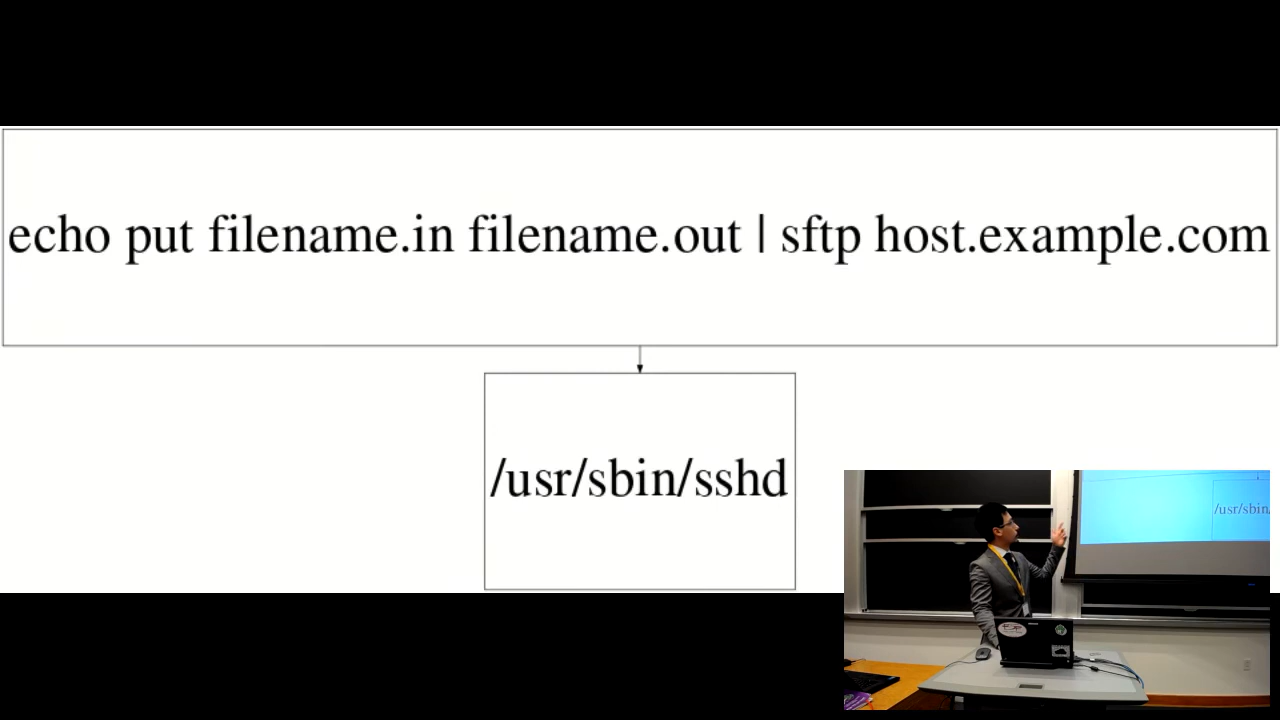 echo put filename.in filename.out | sftp host.example.com
/usr/sbin/sshd
/usr/sbin/